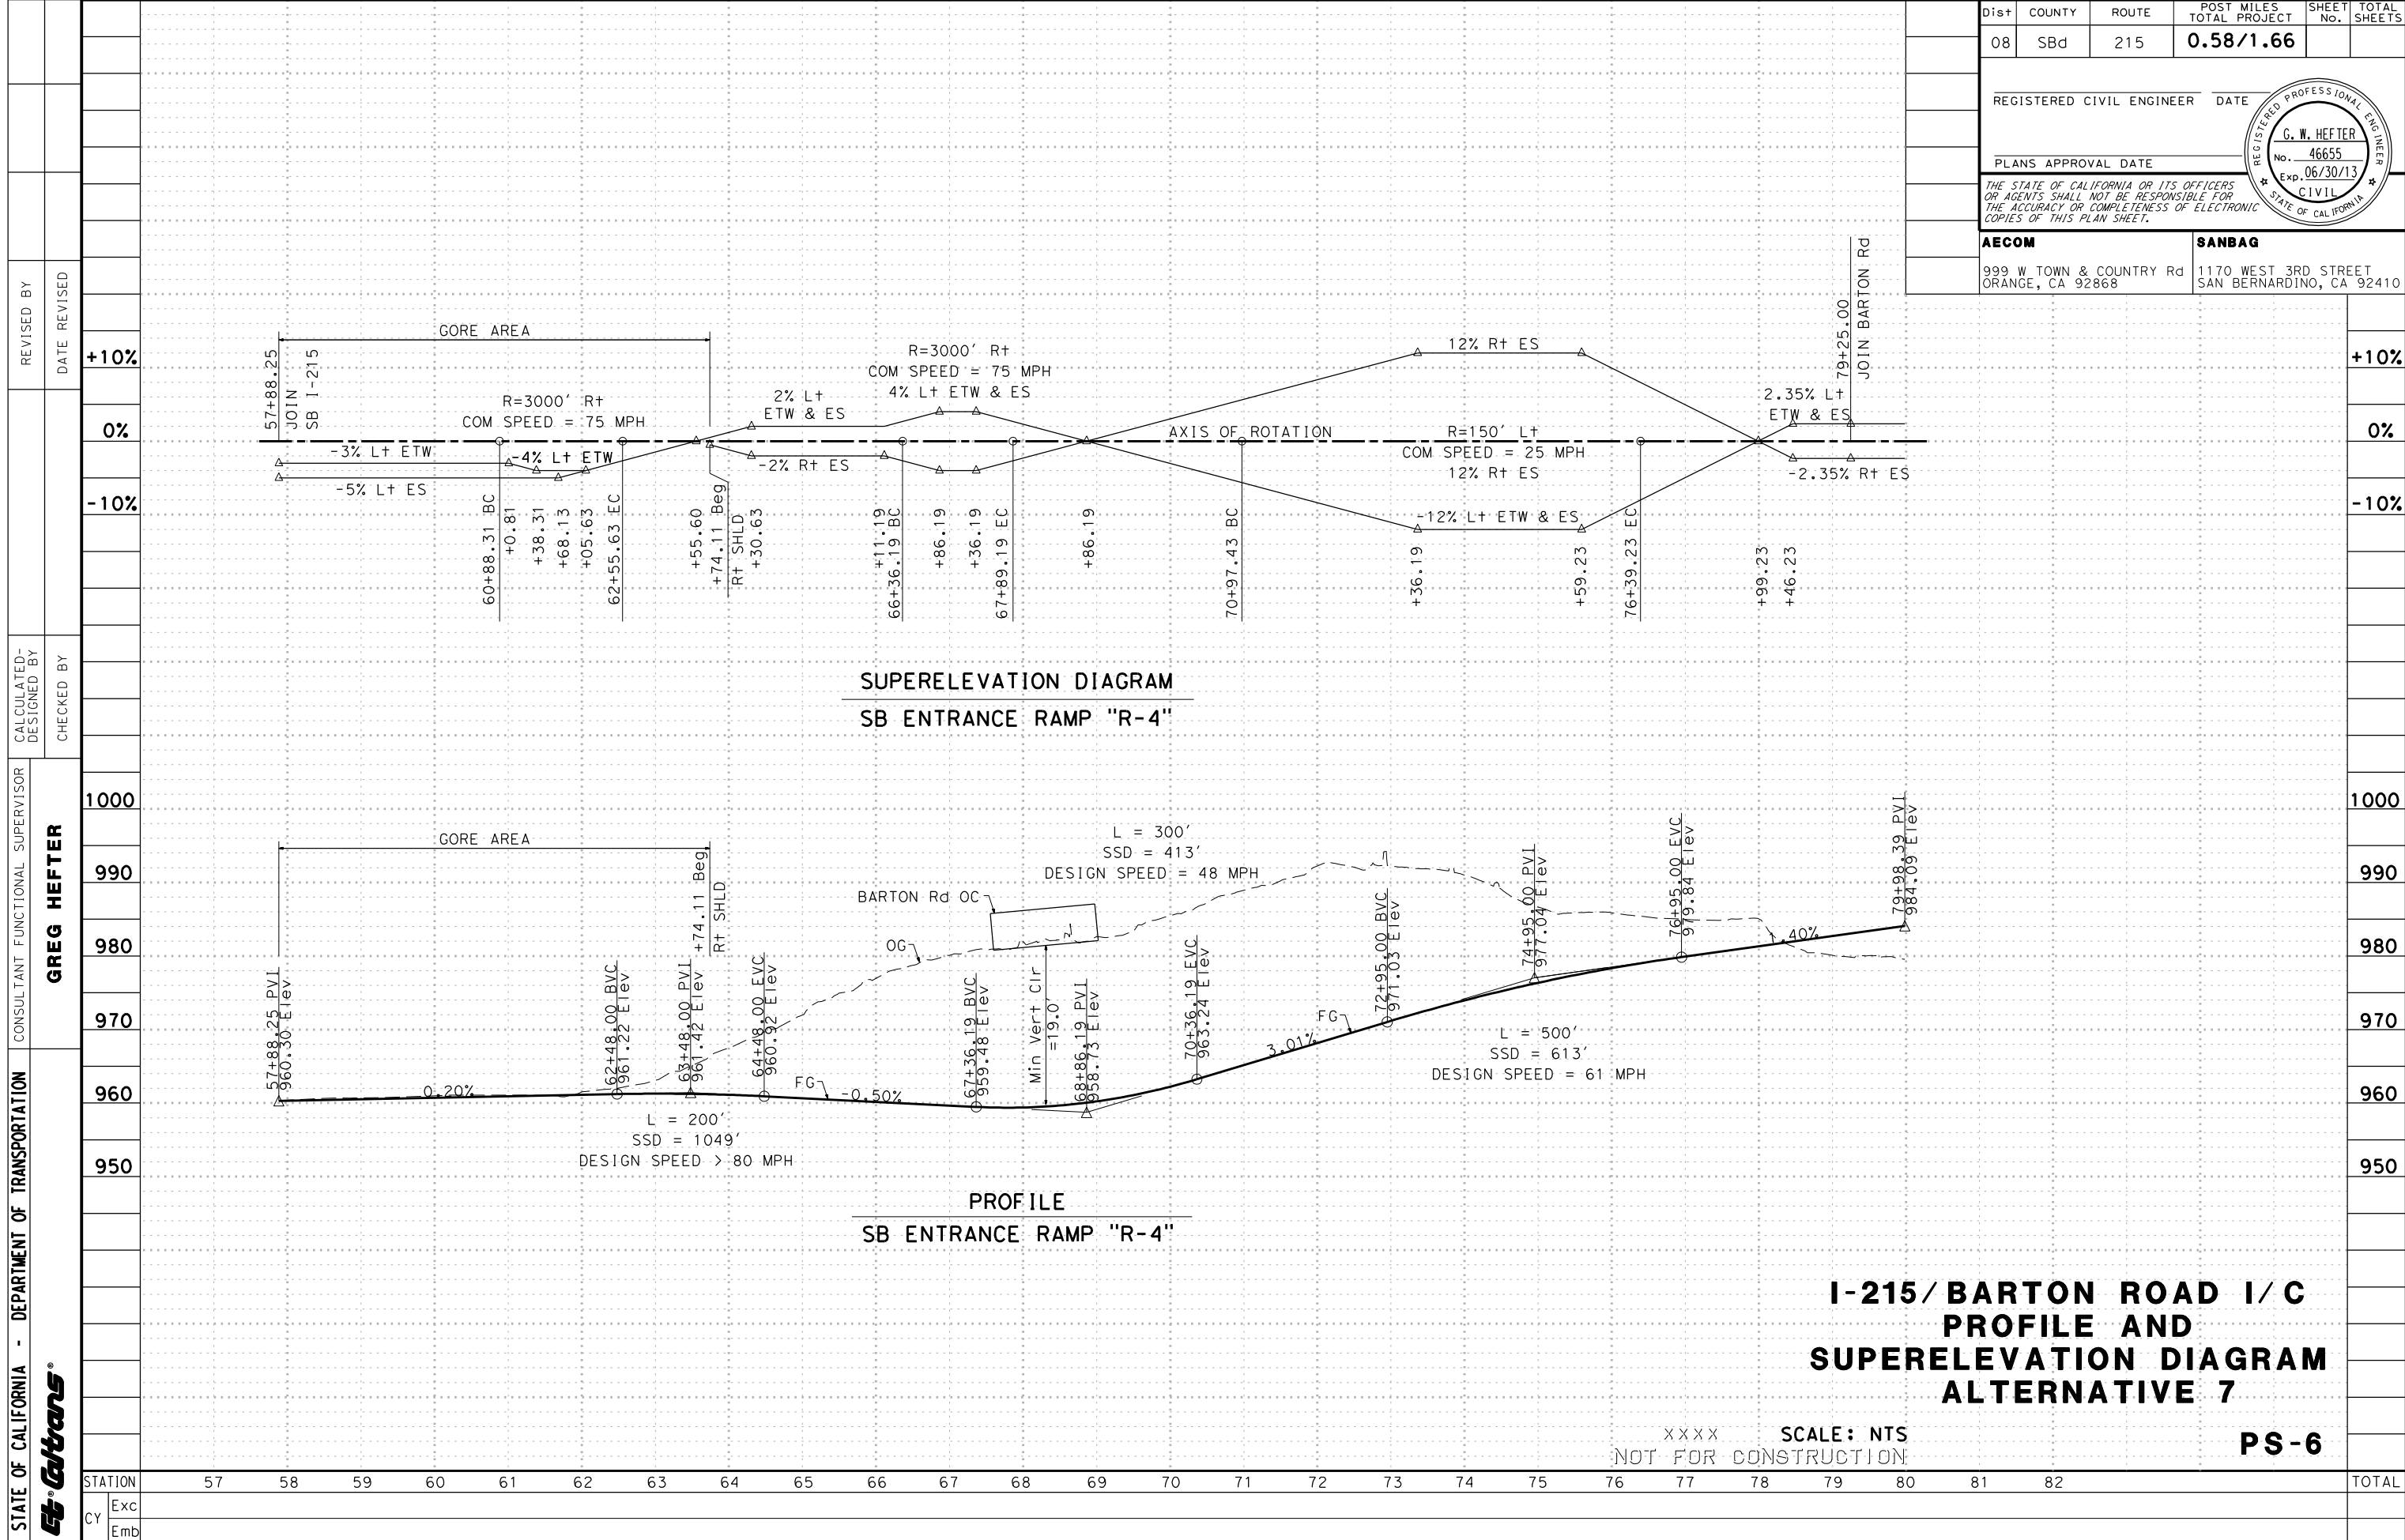 Dist COUNTY ROUTE POST MILES TOTAL PROJECT SHEET No. TOTAL SHEETS
08 SBd 215 0.58/1.66
REGISTERED CIVIL ENGINEER DATE
PLANS APPROVAL DATE
REGISTERED PROFESSIONAL ENGINEER
G. W. HEFTER
No. 46655
Exp. 06/30/13
CIVIL
STATE OF CALIFORNIA
THE STATE OF CALIFORNIA OR ITS OFFICERS
OR AGENTS SHALL NOT BE RESPONSIBLE FOR
THE ACCURACY OR COMPLETENESS OF ELECTRONIC
COPIES OF THIS PLAN SHEET.
AECOM
999 W TOWN & COUNTRY Rd
ORANGE, CA 92868
SANBAG
1170 WEST 3RD STREET
SAN BERNARDINO, CA 92410
REVISED BY
DATE REVISED
CALCULATED-
DESIGNED BY
CHECKED BY
CONSULTANT FUNCTIONAL SUPERVISOR
GREG HEFTER
STATE OF CALIFORNIA - DEPARTMENT OF TRANSPORTATION
Caltrans
+10%
0%
-10%
+10%
0%
-10%
57+88.25
JOIN
SB I-215
GORE AREA
R=3000' Rt
COM SPEED = 75 MPH
-3% Lt ETW
-4% Lt ETW
-5% Lt ES
2% Lt
ETW & ES
-2% Rt ES
R=3000' Rt
COM SPEED = 75 MPH
4% Lt ETW & ES
AXIS OF ROTATION
12% Rt ES
R=150' Lt
COM SPEED = 25 MPH
12% Rt ES
-12% Lt ETW & ES
2.35% Lt
ETW & ES
-2.35% Rt ES
79+25.00
JOIN BARTON Rd
60+88.31 BC
+0.81
+38.31
+68.13
+05.63
62+55.63 EC
+55.60
+74.11 Beg
Rt SHLD
+30.63
+11.19
66+36.19 BC
+86.19
+36.19
67+89.19 EC
+86.19
70+97.43 BC
+36.19
+59.23
76+39.23 EC
+99.23
+46.23
SUPERELEVATION DIAGRAM
SB ENTRANCE RAMP "R-4"
1000
990
980
970
960
950
1000
990
980
970
960
950
GORE AREA
+74.11 Beg
Rt SHLD
57+88.25 PVI
960.30 Elev
0.20%
62+48.00 BVC
961.22 Elev
63+48.00 PVI
961.42 Elev
64+48.00 EVC
960.92 Elev
L = 200'
SSD = 1049'
DESIGN SPEED > 80 MPH
FG
-0.50%
OG
BARTON Rd OC
67+36.19 BVC
959.48 Elev
Min Vert Clr
=19.0'
68+86.19 PVI
958.73 Elev
L = 300'
SSD = 413'
DESIGN SPEED = 48 MPH
70+36.19 EVC
963.24 Elev
3.01%
FG
72+95.00 BVC
971.03 Elev
74+95.00 PVI
977.04 Elev
L = 500'
SSD = 613'
DESIGN SPEED = 61 MPH
76+95.00 EVC
979.84 Elev
1.40%
79+98.39 PVI
984.09 Elev
PROFILE
SB ENTRANCE RAMP "R-4"
I-215/BARTON ROAD I/C
PROFILE AND
SUPERELEVATION DIAGRAM
ALTERNATIVE 7
XXXX SCALE: NTS
NOT FOR CONSTRUCTION
PS-6
STATION 57 58 59 60 61 62 63 64 65 66 67 68 69 70 71 72 73 74 75 76 77 78 79 80 81 82 TOTAL
CY Exc
Emb